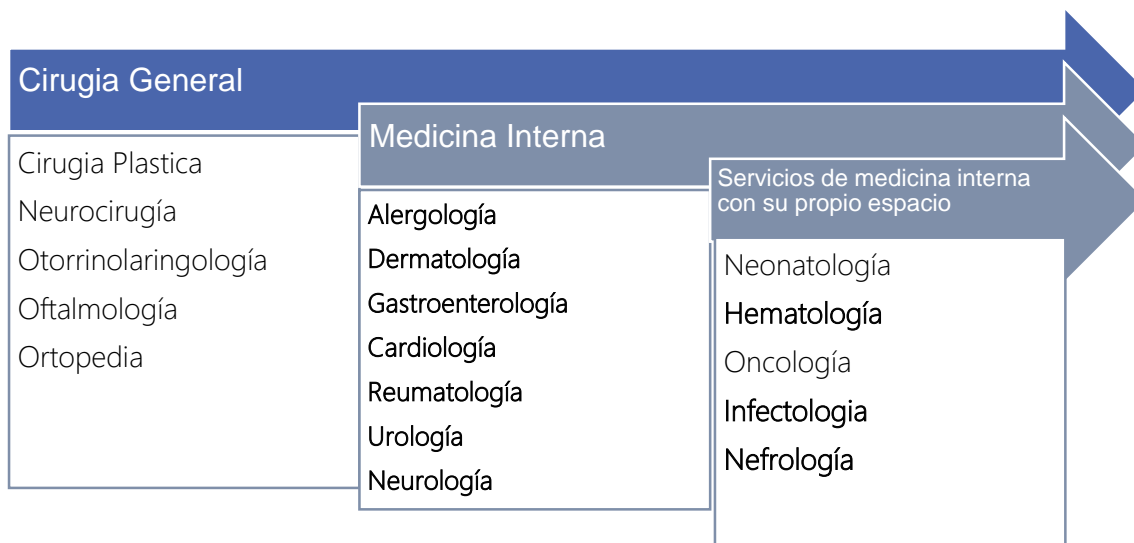 Cirugia General
Cirugia Plastica
Neurocirugía
Otorrinolaringología
Oftalmología
Ortopedia
Medicina Interna
Alergología
Dermatología
Gastroenterología
Cardiología
Reumatología
Urología
Neurología
Servicios de medicina interna
con su propio espacio
Neonatología
Hematología
Oncología
Infectologia
Nefrología